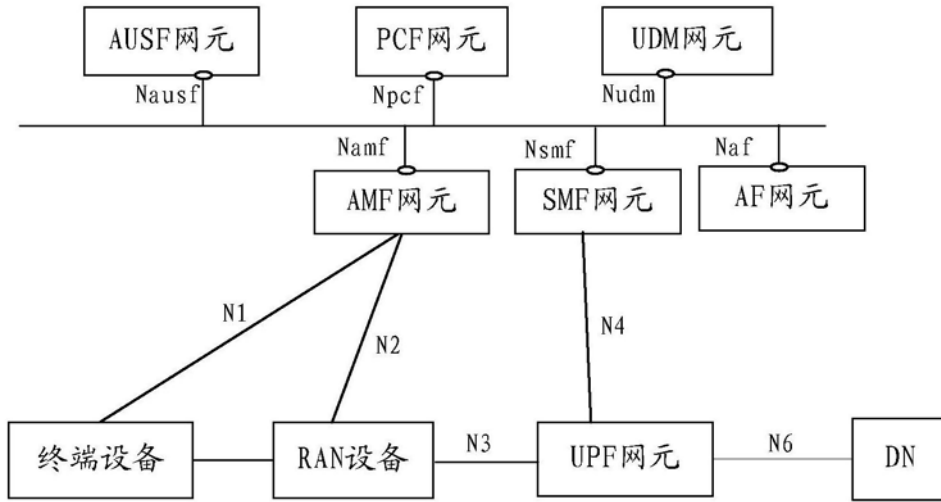 AUSF网元 PCF网元 UDM网元
Nausf Npcf Nudm
Namf Nsmf Naf
AMF网元 SMF网元 AF网元
N1 N2 N4
终端设备 RAN设备 N3 UPF网元 N6 DN